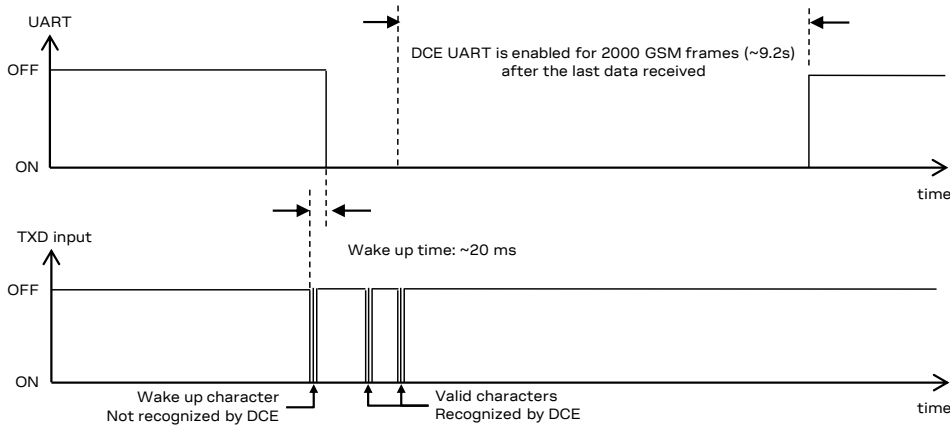 UART
DCE UART is enabled for 2000 GSM frames (~9.2s)
after the last data received
OFF
ON
time
Wake up time: ~20 ms
TXD input
OFF
ON
time
Wake up character
Not recognized by DCE
Valid characters
Recognized by DCE